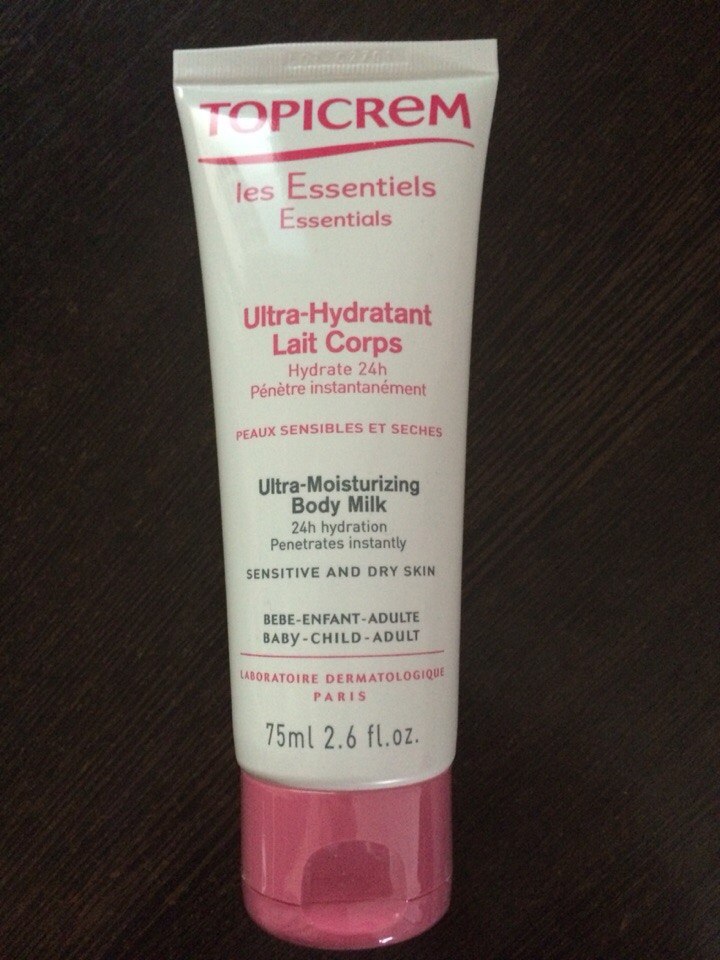 TOPICREM
les Essentiels
Essentials
Ultra-Hydratant
Lait Corps
Hydrate 24h
Pénètre instantanément
PEAUX SENSIBLES ET SECHES
Ultra-Moisturizing
Body Milk
24h hydration
Penetrates instantly
SENSITIVE AND DRY SKIN
BEBE-ENFANT-ADULTE
BABY-CHILD-ADULT
LABORATOIRE DERMATOLOGIQUE
PARIS
75ml 2.6 fl.oz.